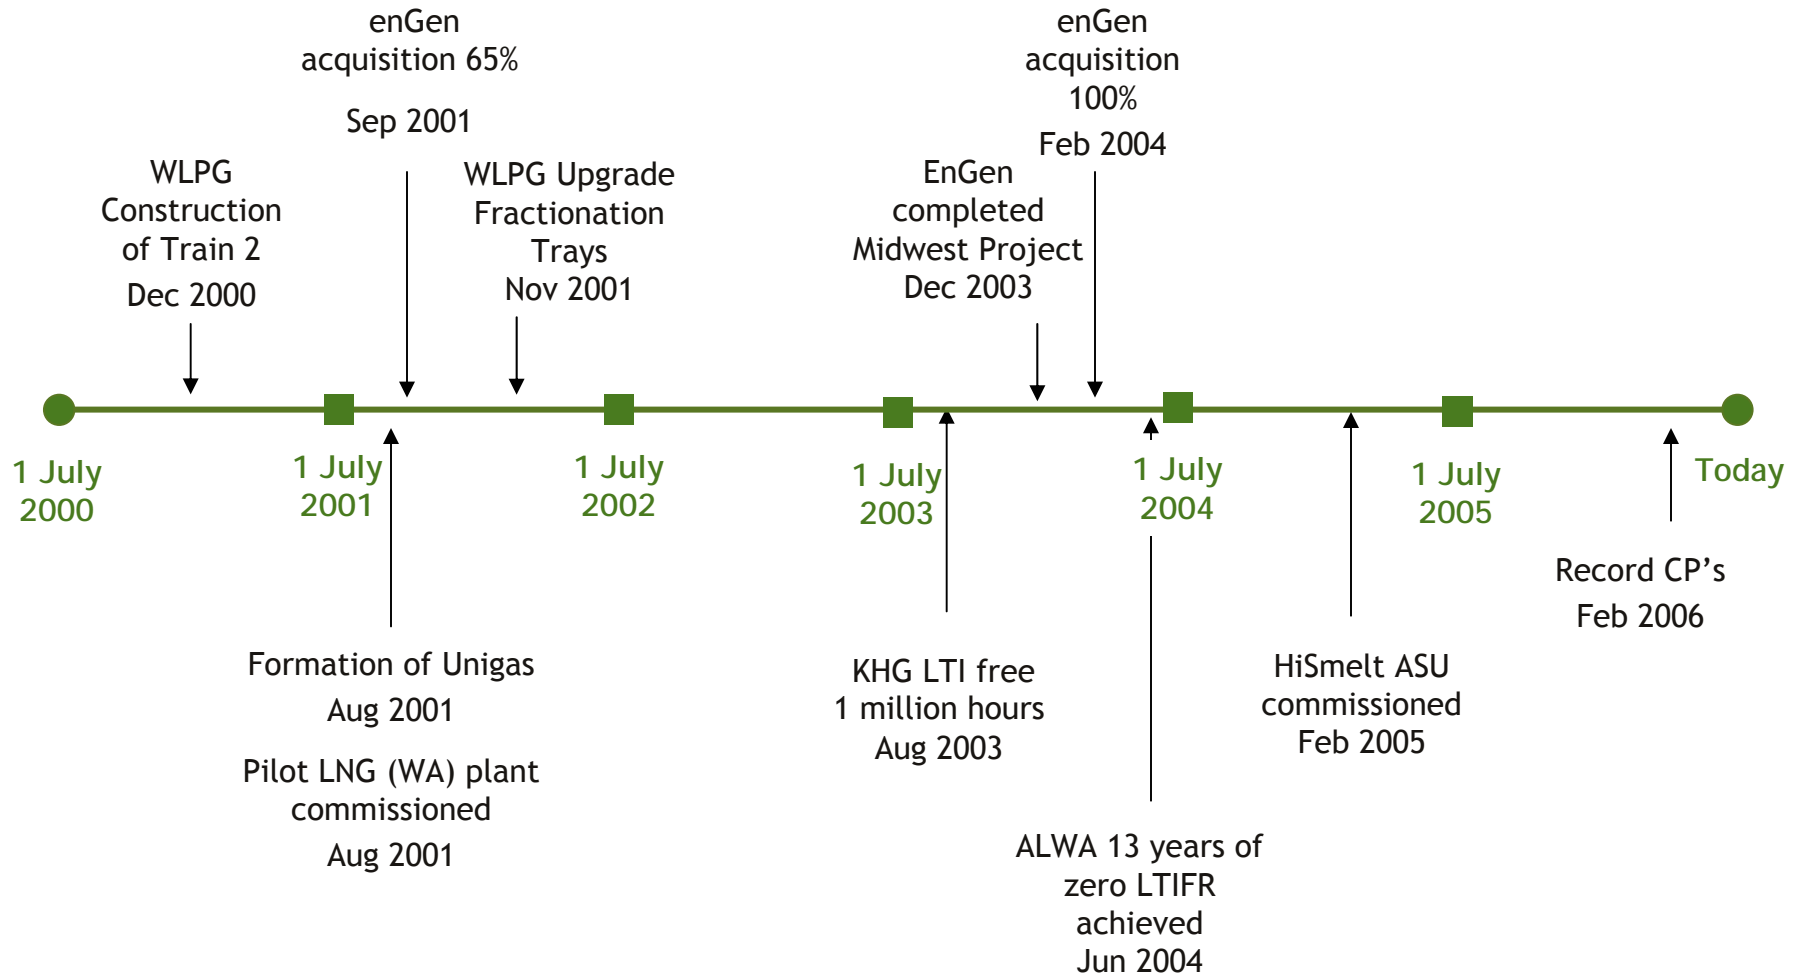 enGen
acquisition 65%
Sep 2001
enGen
acquisition
100%
Feb 2004
WLPG
Construction
of Train 2
Dec 2000
WLPG Upgrade
Fractionation
Trays
Nov 2001
EnGen
completed
Midwest Project
Dec 2003
1 July
2000
1 July
2001
1 July
2002
1 July
2003
1 July
2004
1 July
2005
Today
Formation of Unigas
Aug 2001
Pilot LNG (WA) plant
commissioned
Aug 2001
KHG LTI free
1 million hours
Aug 2003
ALWA 13 years of
zero LTIFR
achieved
Jun 2004
HiSmelt ASU
commissioned
Feb 2005
Record CP’s
Feb 2006